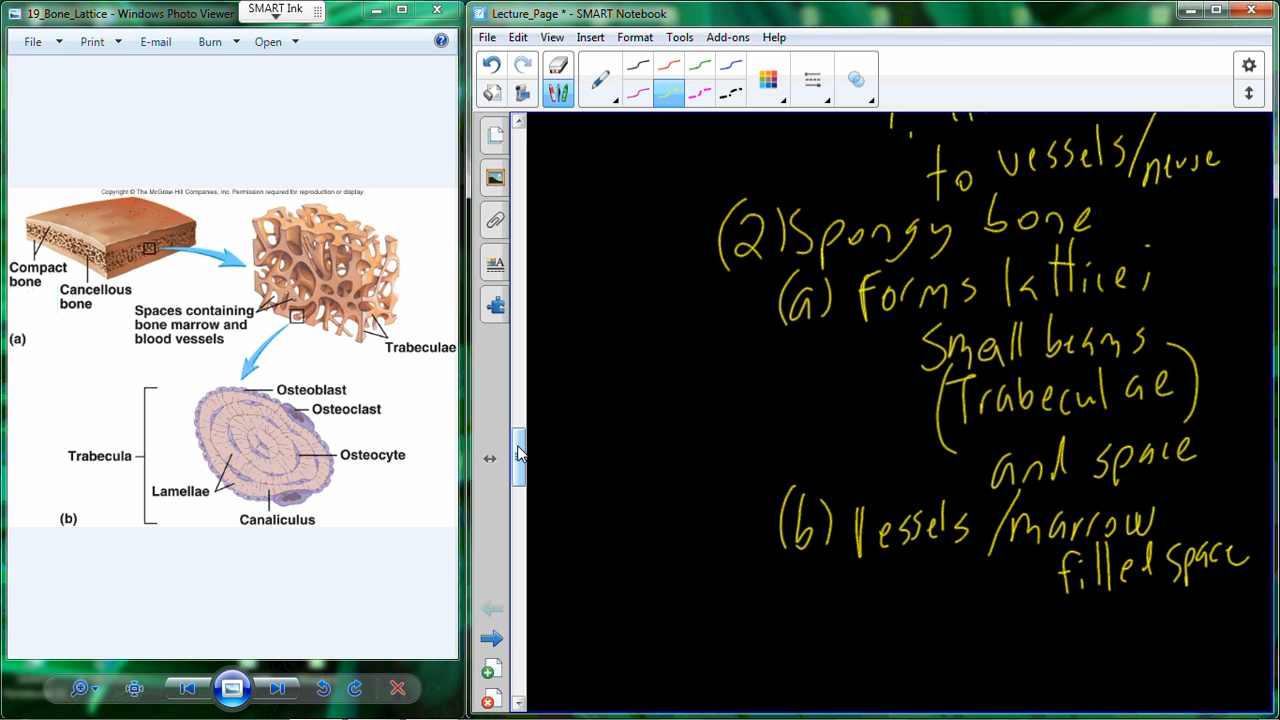 19_Bone_Lattice - Windows Photo Viewer
SMART Ink
File Print E-mail Burn Open
Copyright © The McGraw-Hill Companies, Inc. Permission required for reproduction or display.
Compact
bone
Cancellous
bone
Spaces containing
bone marrow and
blood vessels
Trabeculae
(a)
Osteoblast
Osteoclast
Trabecula
Osteocyte
Lamellae
Canaliculus
(b)
Lecture_Page * - SMART Notebook
File Edit View Insert Format Tools Add-ons Help
to vessels/nerve
(2) Spongy bone
(a) Forms lattice;
small beams
(Trabeculae)
and space
(b) Vessels/marrow
filled space